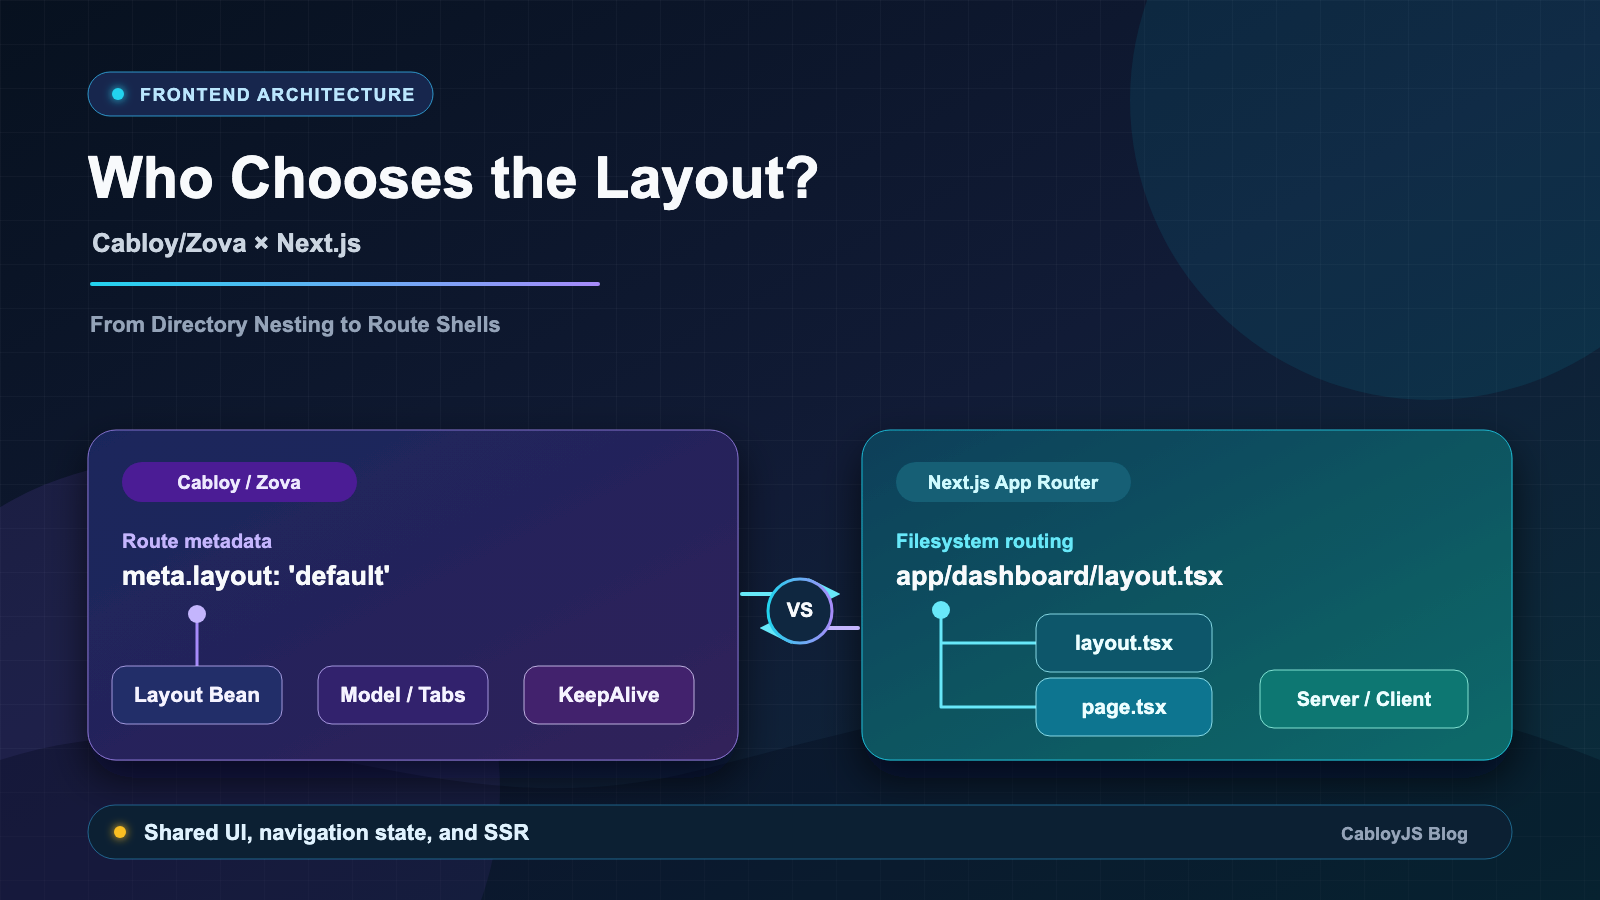 FRONTEND ARCHITECTURE
Who Chooses the Layout?
Cabloy/Zova × Next.js
From Directory Nesting to Route Shells
Cabloy / Zova
Route metadata
meta.layout: 'default'
Layout Bean
Model / Tabs
KeepAlive
VS
Next.js App Router
Filesystem routing
app/dashboard/layout.tsx
layout.tsx
page.tsx
Server / Client
Shared UI, navigation state, and SSR
CabloyJS Blog